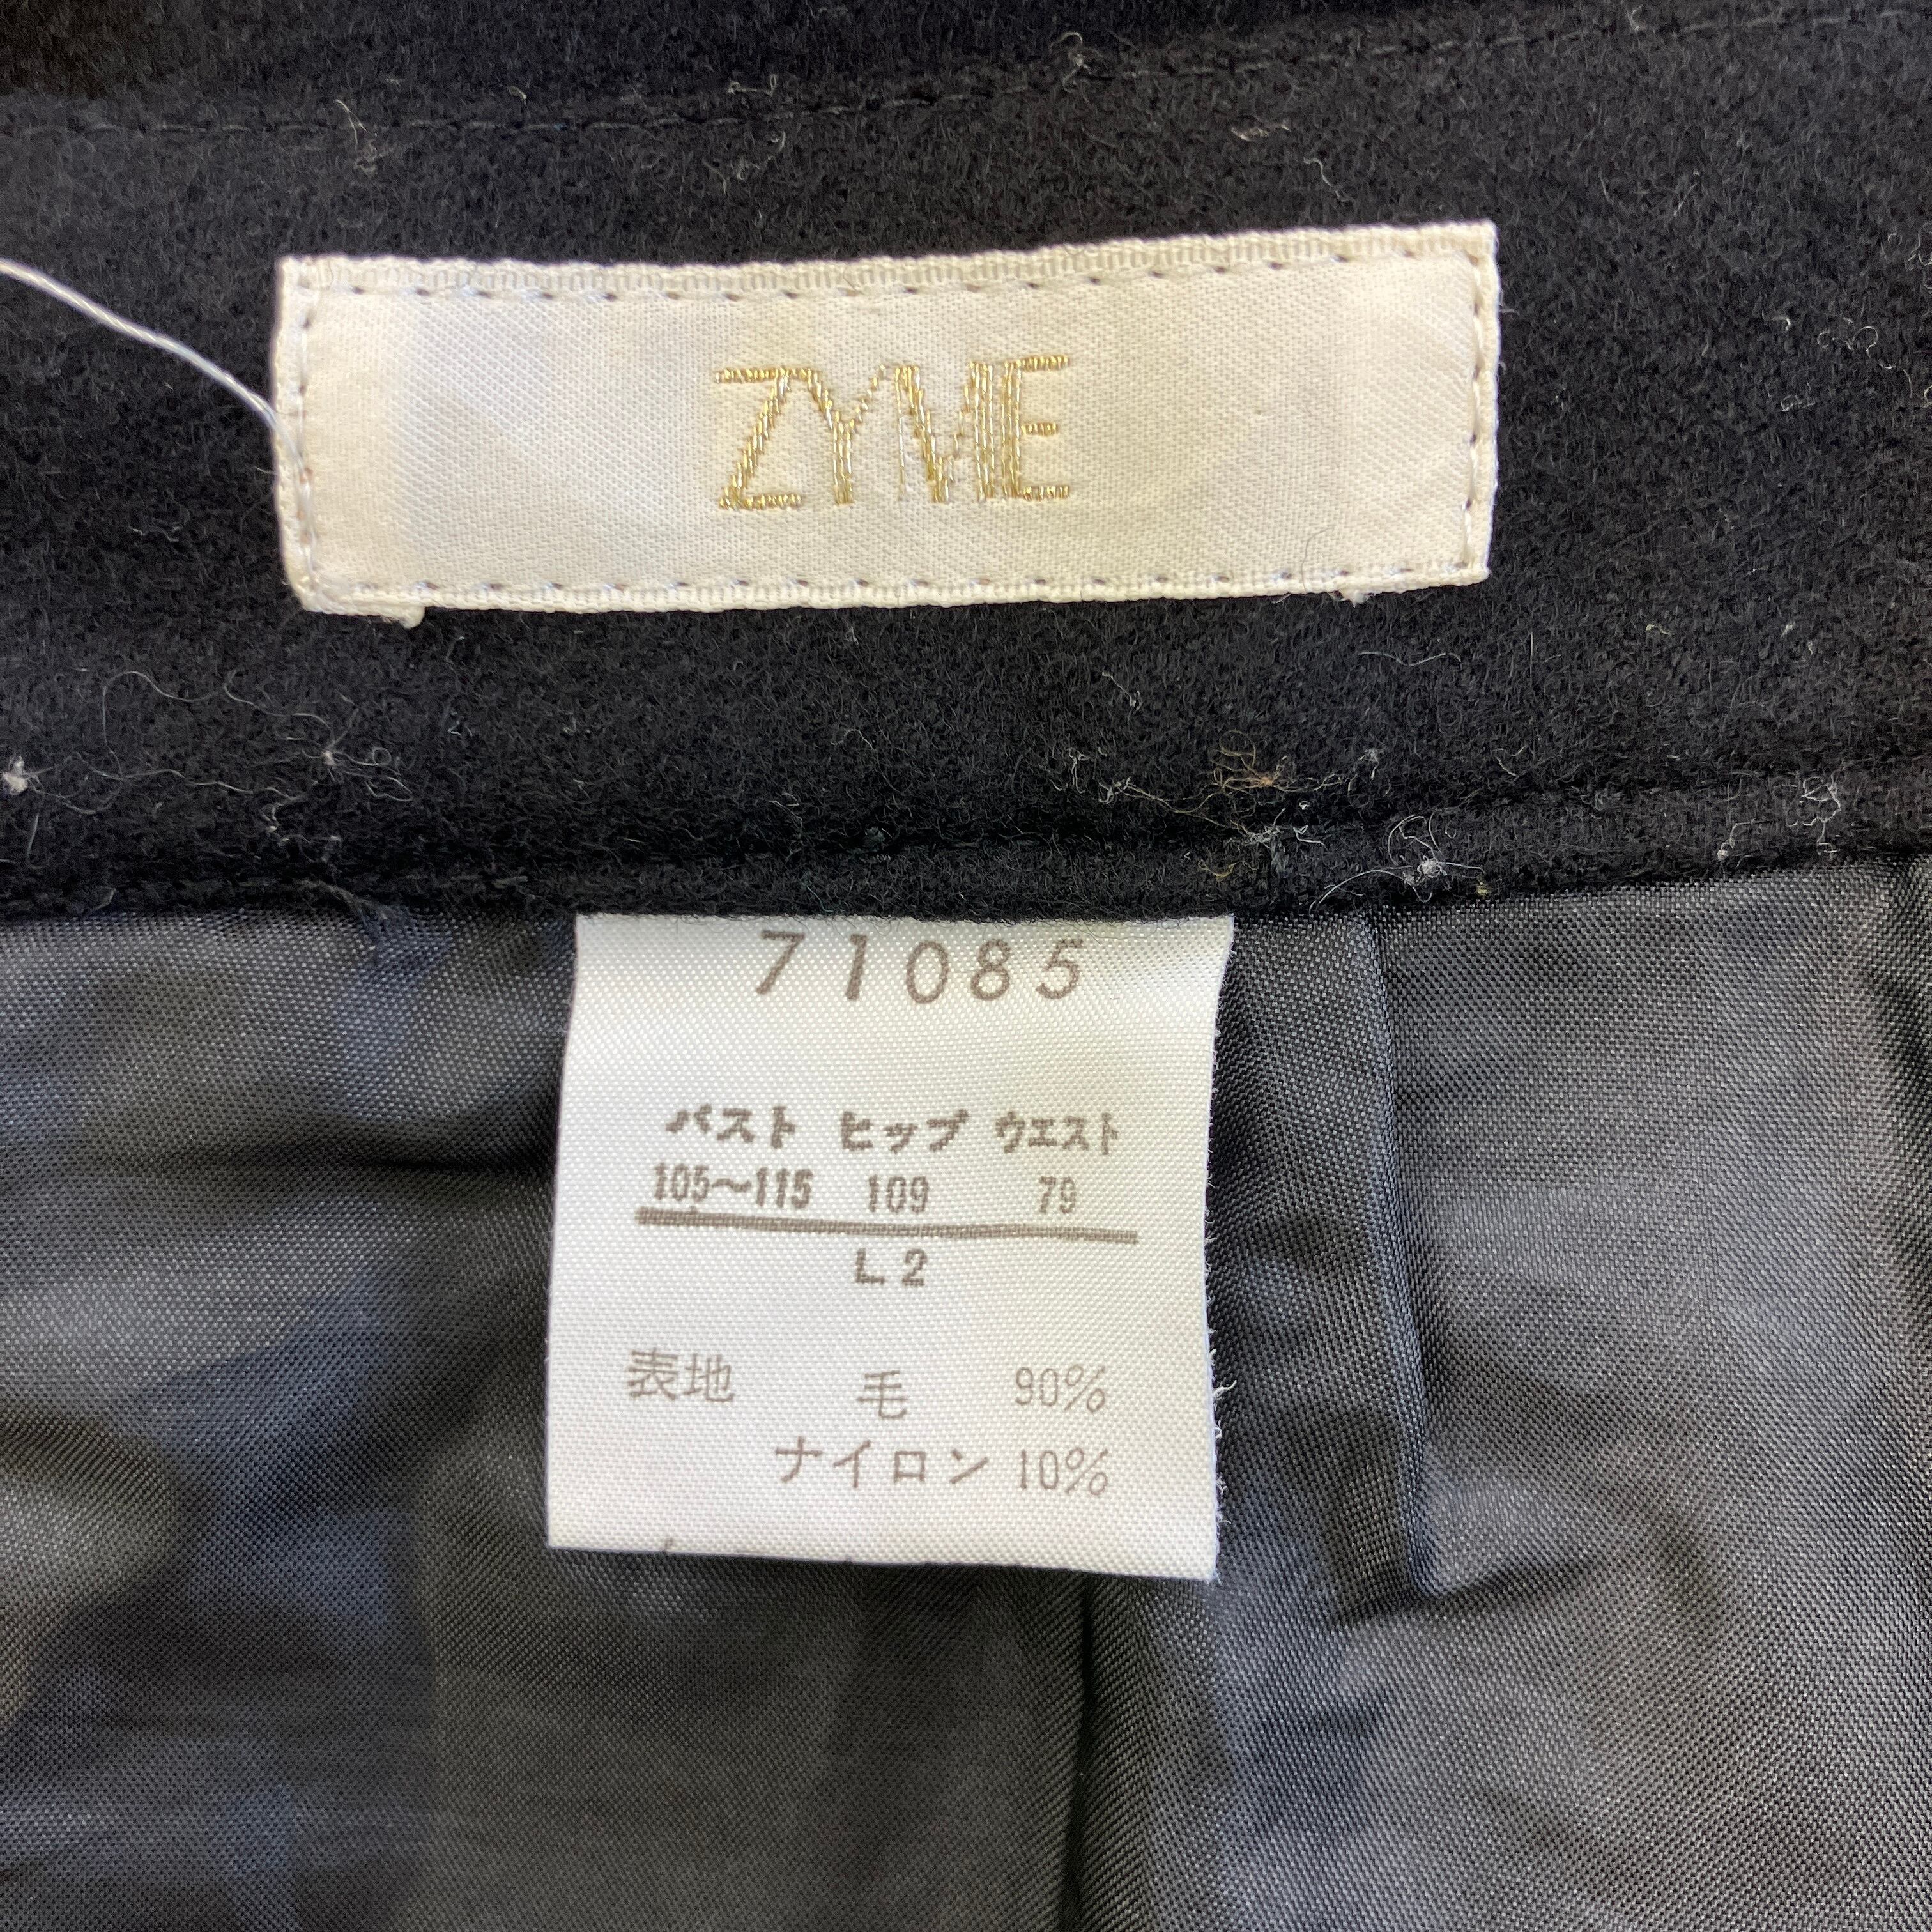 ZYME
71085
バスト ヒップ ウエスト
105～115 109 79
L2
表地 毛 90%
ナイロン 10%